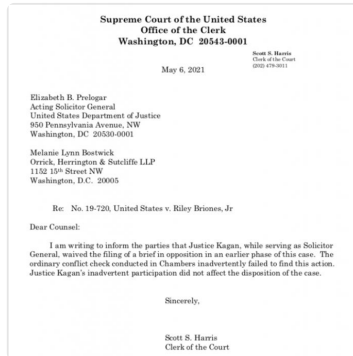 Supreme Court of the United States
Office of the Clerk
Washington, DC 20543-0001
Scott S. Harris
Clerk of the Court
(202) 479-3011
May 6, 2021
Elizabeth B. Prelogar
Acting Solicitor General
United States Department of Justice
950 Pennsylvania Avenue, NW
Washington, DC 20530-0001
Melanie Lynn Bostwick
Orrick, Herrington & Sutcliffe LLP
1152 15th Street NW
Washington, D.C. 20005
Re: No. 19-720, United States v. Riley Briones, Jr
Dear Counsel:
I am writing to inform the parties that Justice Kagan, while serving as Solicitor
General, waived the filing of a brief in opposition in an earlier phase of this case. The
ordinary conflict check conducted in Chambers inadvertently failed to find this action.
Justice Kagan's inadvertent participation did not affect the disposition of the case.
Sincerely,
Scott S. Harris
Clerk of the Court